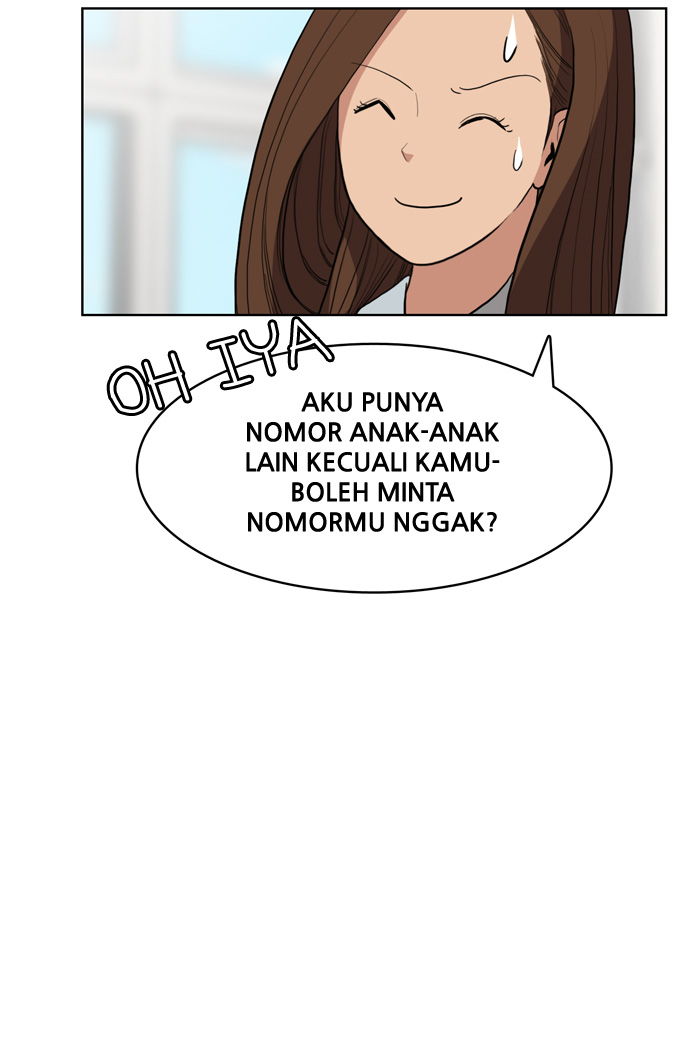 OH IYA
AKU PUNYA
NOMOR ANAK-ANAK
LAIN KECUALI KAMU-
BOLEH MINTA
NOMORMU NGGAK?